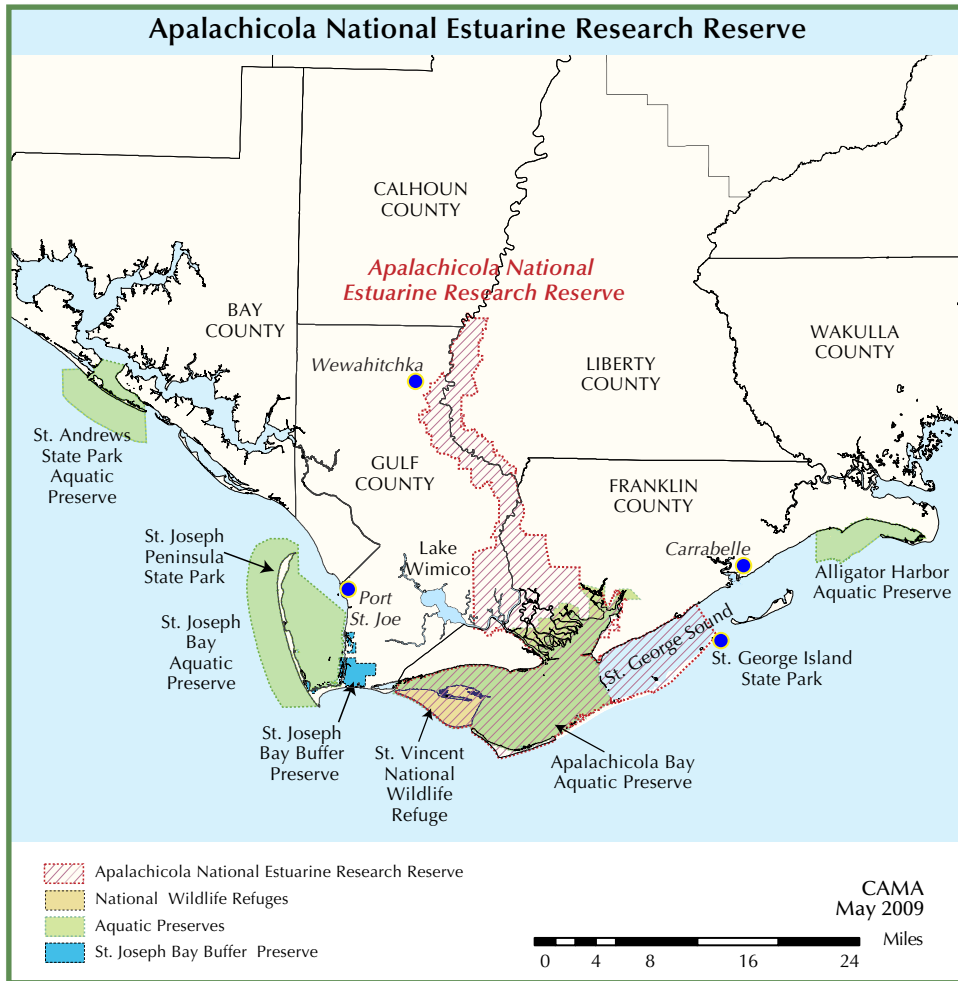 Apalachicola National Estuarine Research Reserve
CALHOUN
COUNTY
Apalachicola National
Estuarine Research Reserve
BAY
COUNTY
WAKULLA
COUNTY
Wewahitchka
LIBERTY
COUNTY
St. Andrews
State Park
Aquatic
Preserve
GULF
COUNTY
FRANKLIN
COUNTY
St. Joseph
Peninsula
State Park
Lake
Wimico
Carrabelle
Alligator Harbor
Aquatic Preserve
Port
St. Joe
St. Joseph
Bay
Aquatic
Preserve
St. George Sound
St. George Island
State Park
St. Joseph
Bay Buffer
Preserve
St. Vincent
National
Wildlife
Refuge
Apalachicola Bay
Aquatic Preserve
Apalachicola National Estuarine Research Reserve
National Wildlife Refuges
Aquatic Preserves
St. Joseph Bay Buffer Preserve
CAMA
May 2009
Miles
0 4 8 16 24